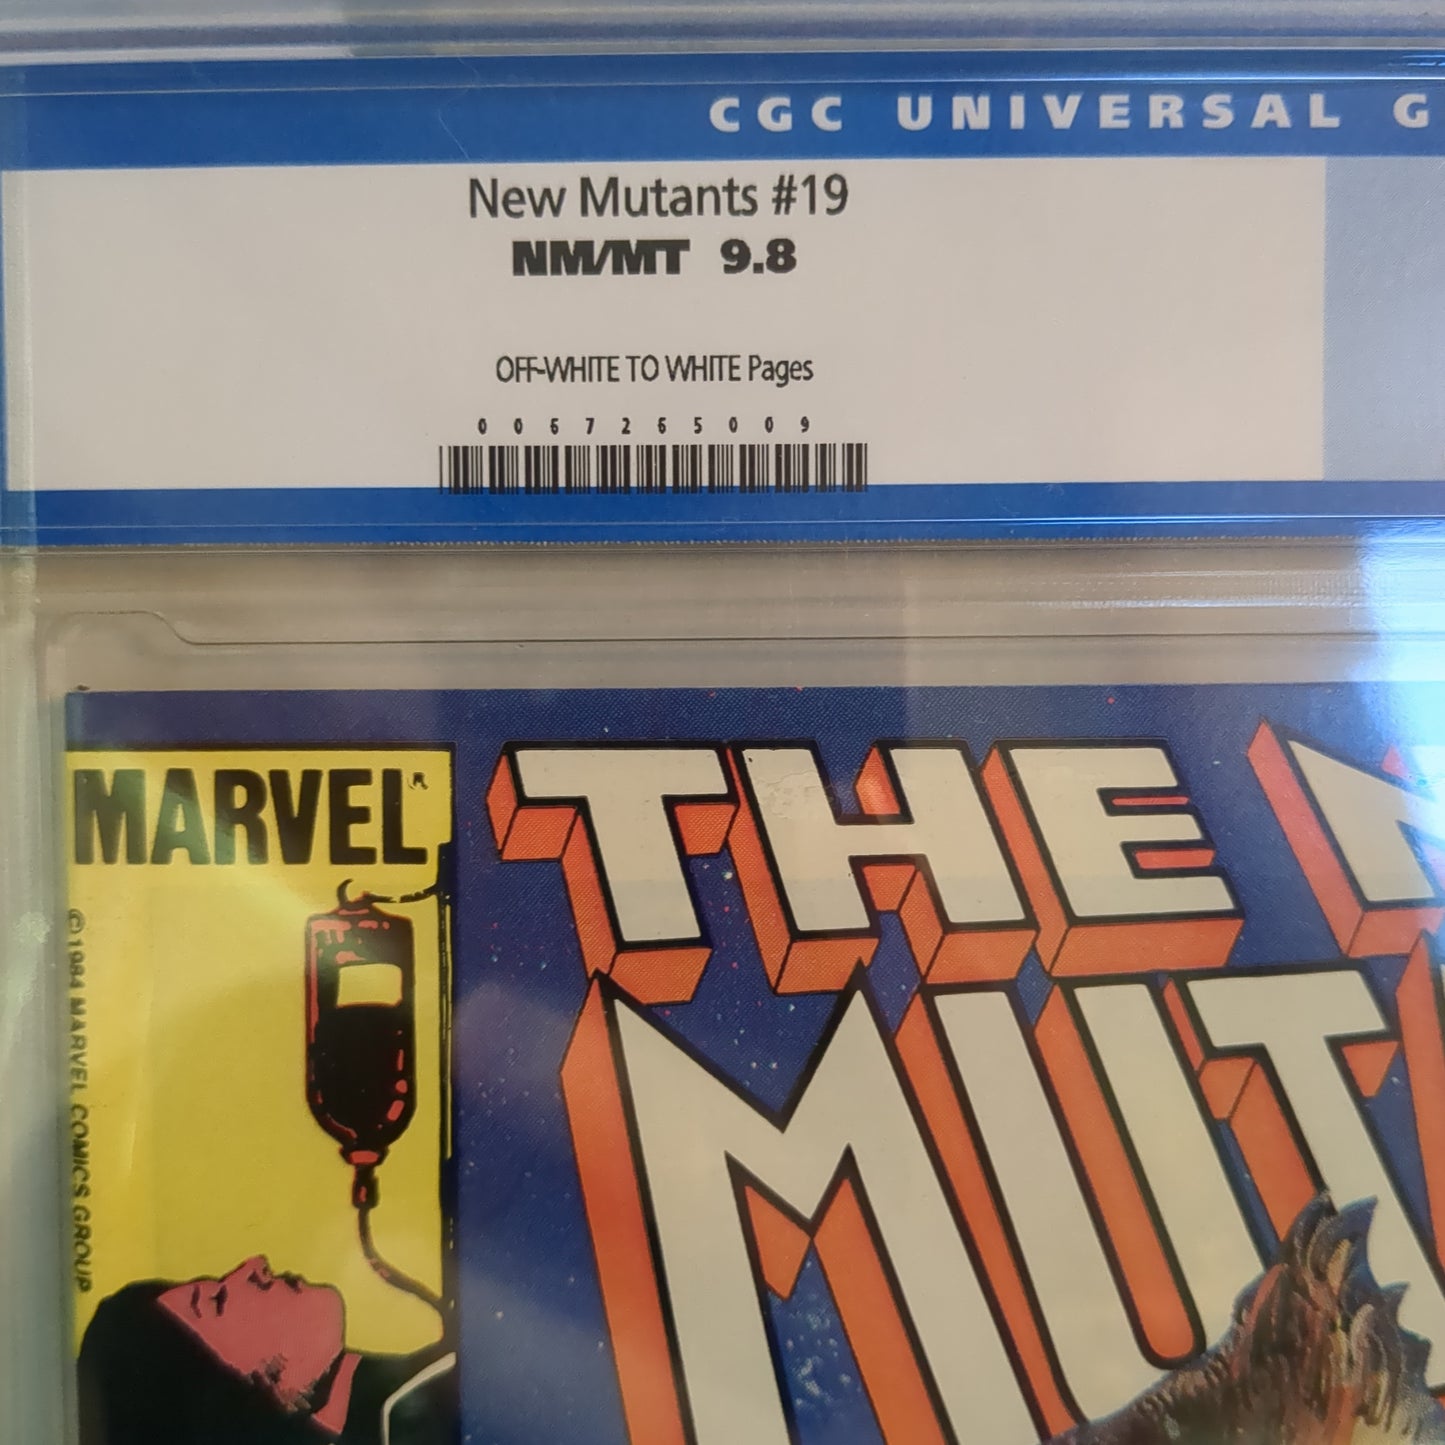 CGC UNIVERSAL G
New Mutants #19
NM/MT 9.8
OFF-WHITE TO WHITE Pages
0067265009
MARVEL
©1984 MARVEL COMICS GROUP
THE
MUT